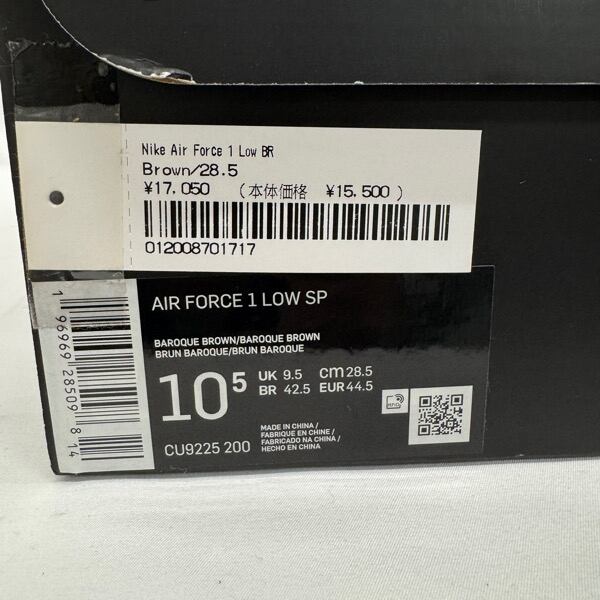 Nike Air Force 1 Low BR
Brown/28.5
¥17.050 (本体価格 ¥15.500 )
012008701717
AIR FORCE 1 LOW SP
BAROQUE BROWN/BAROQUE BROWN
BRUN BAROQUE/BRUN BAROQUE
10⁵ UK 9.5 cm 28.5
BR 42.5 EUR 44.5
CU9225 200
MADE IN CHINA /
FABRIQUE EN CHINE /
FABRICADO NA CHINA /
HECHO EN CHINA
RFID
1 96969 28509 8 14